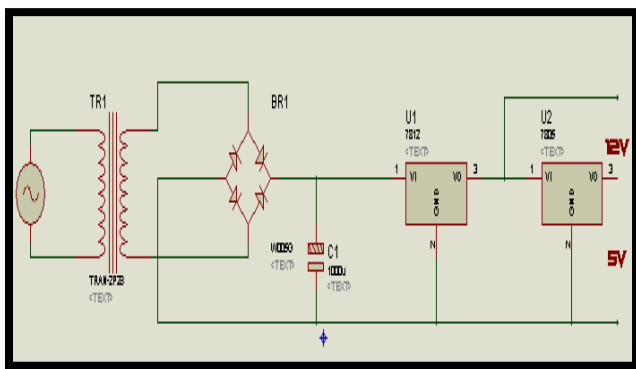 TR1
BR1
U1
U2
7812
7805
<TEXT>
<TEXT>
12V
1
VI
VO
3
1
VI
VO
3
GND
GND
C1
<TEXT>
1000u
<TEXT>
TRAN-2P2S
<TEXT>
5V